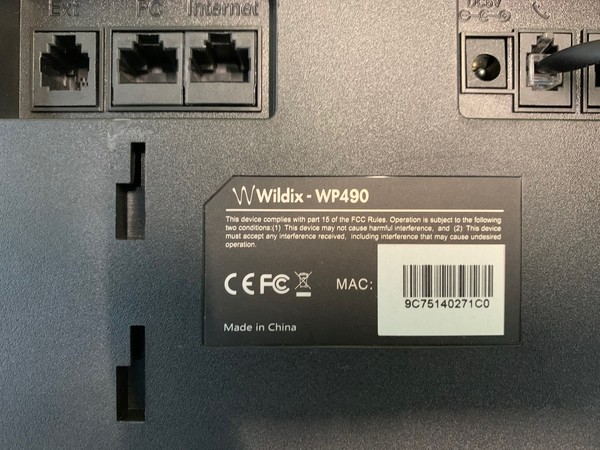 Ext PC Internet DC5V
Wildix - WP490
This device complies with part 15 of the FCC Rules. Operation is subject to the following
two conditions:(1) This device may not cause harmful interference, and (2) This device
must accept any interference received, including interference that may cause undesired
operation.
CE FC MAC:
9C75140271C0
Made in China